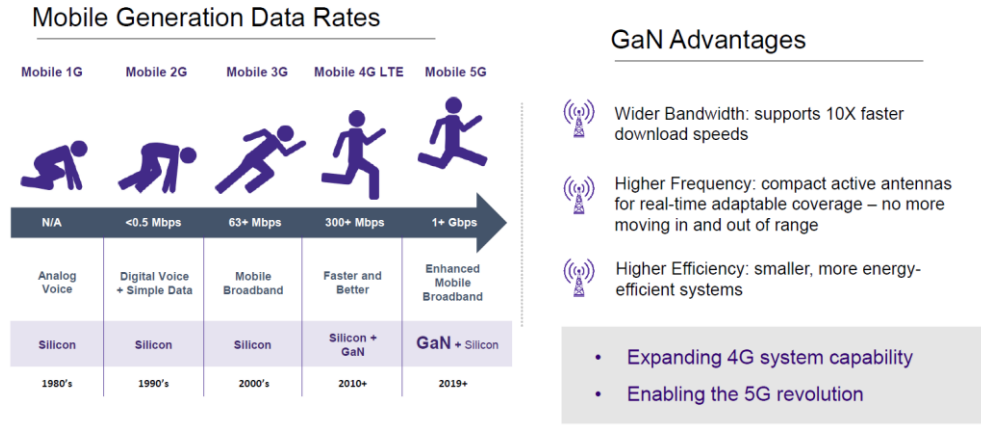 Mobile Generation Data Rates
Mobile 1G
Mobile 2G
Mobile 3G
Mobile 4G LTE
Mobile 5G
N/A
<0.5 Mbps
63+ Mbps
300+ Mbps
1+ Gbps
Analog
Voice
Digital Voice
+ Simple Data
Mobile
Broadband
Faster and
Better
Enhanced
Mobile
Broadband
Silicon
Silicon
Silicon
Silicon +
GaN
GaN + Silicon
1980's
1990's
2000's
2010+
2019+
GaN Advantages
Wider Bandwidth: supports 10X faster
download speeds
Higher Frequency: compact active antennas
for real-time adaptable coverage – no more
moving in and out of range
Higher Efficiency: smaller, more energy-
efficient systems
• Expanding 4G system capability
• Enabling the 5G revolution